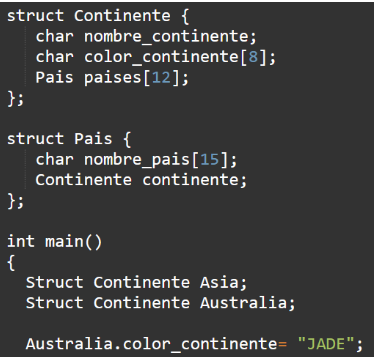 struct Continente {
char nombre_continente;
char color_continente[8];
Pais paises[12];
};
struct Pais {
char nombre_pais[15];
Continente continente;
};
int main()
{
Struct Continente Asia;
Struct Continente Australia;
Australia.color_continente= "JADE";